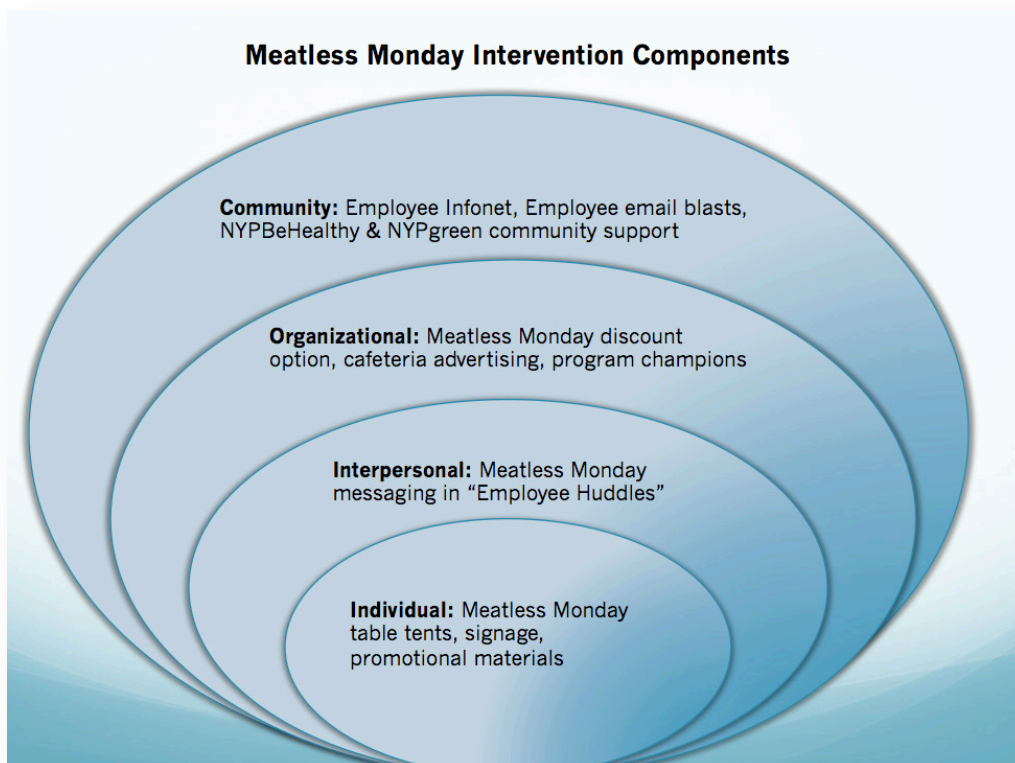 Meatless Monday Intervention Components
Community: Employee Infonet, Employee email blasts,
NYPBeHealthy & NYPgreen community support
Organizational: Meatless Monday discount
option, cafeteria advertising, program champions
Interpersonal: Meatless Monday
messaging in “Employee Huddles”
Individual: Meatless Monday
table tents, signage,
promotional materials